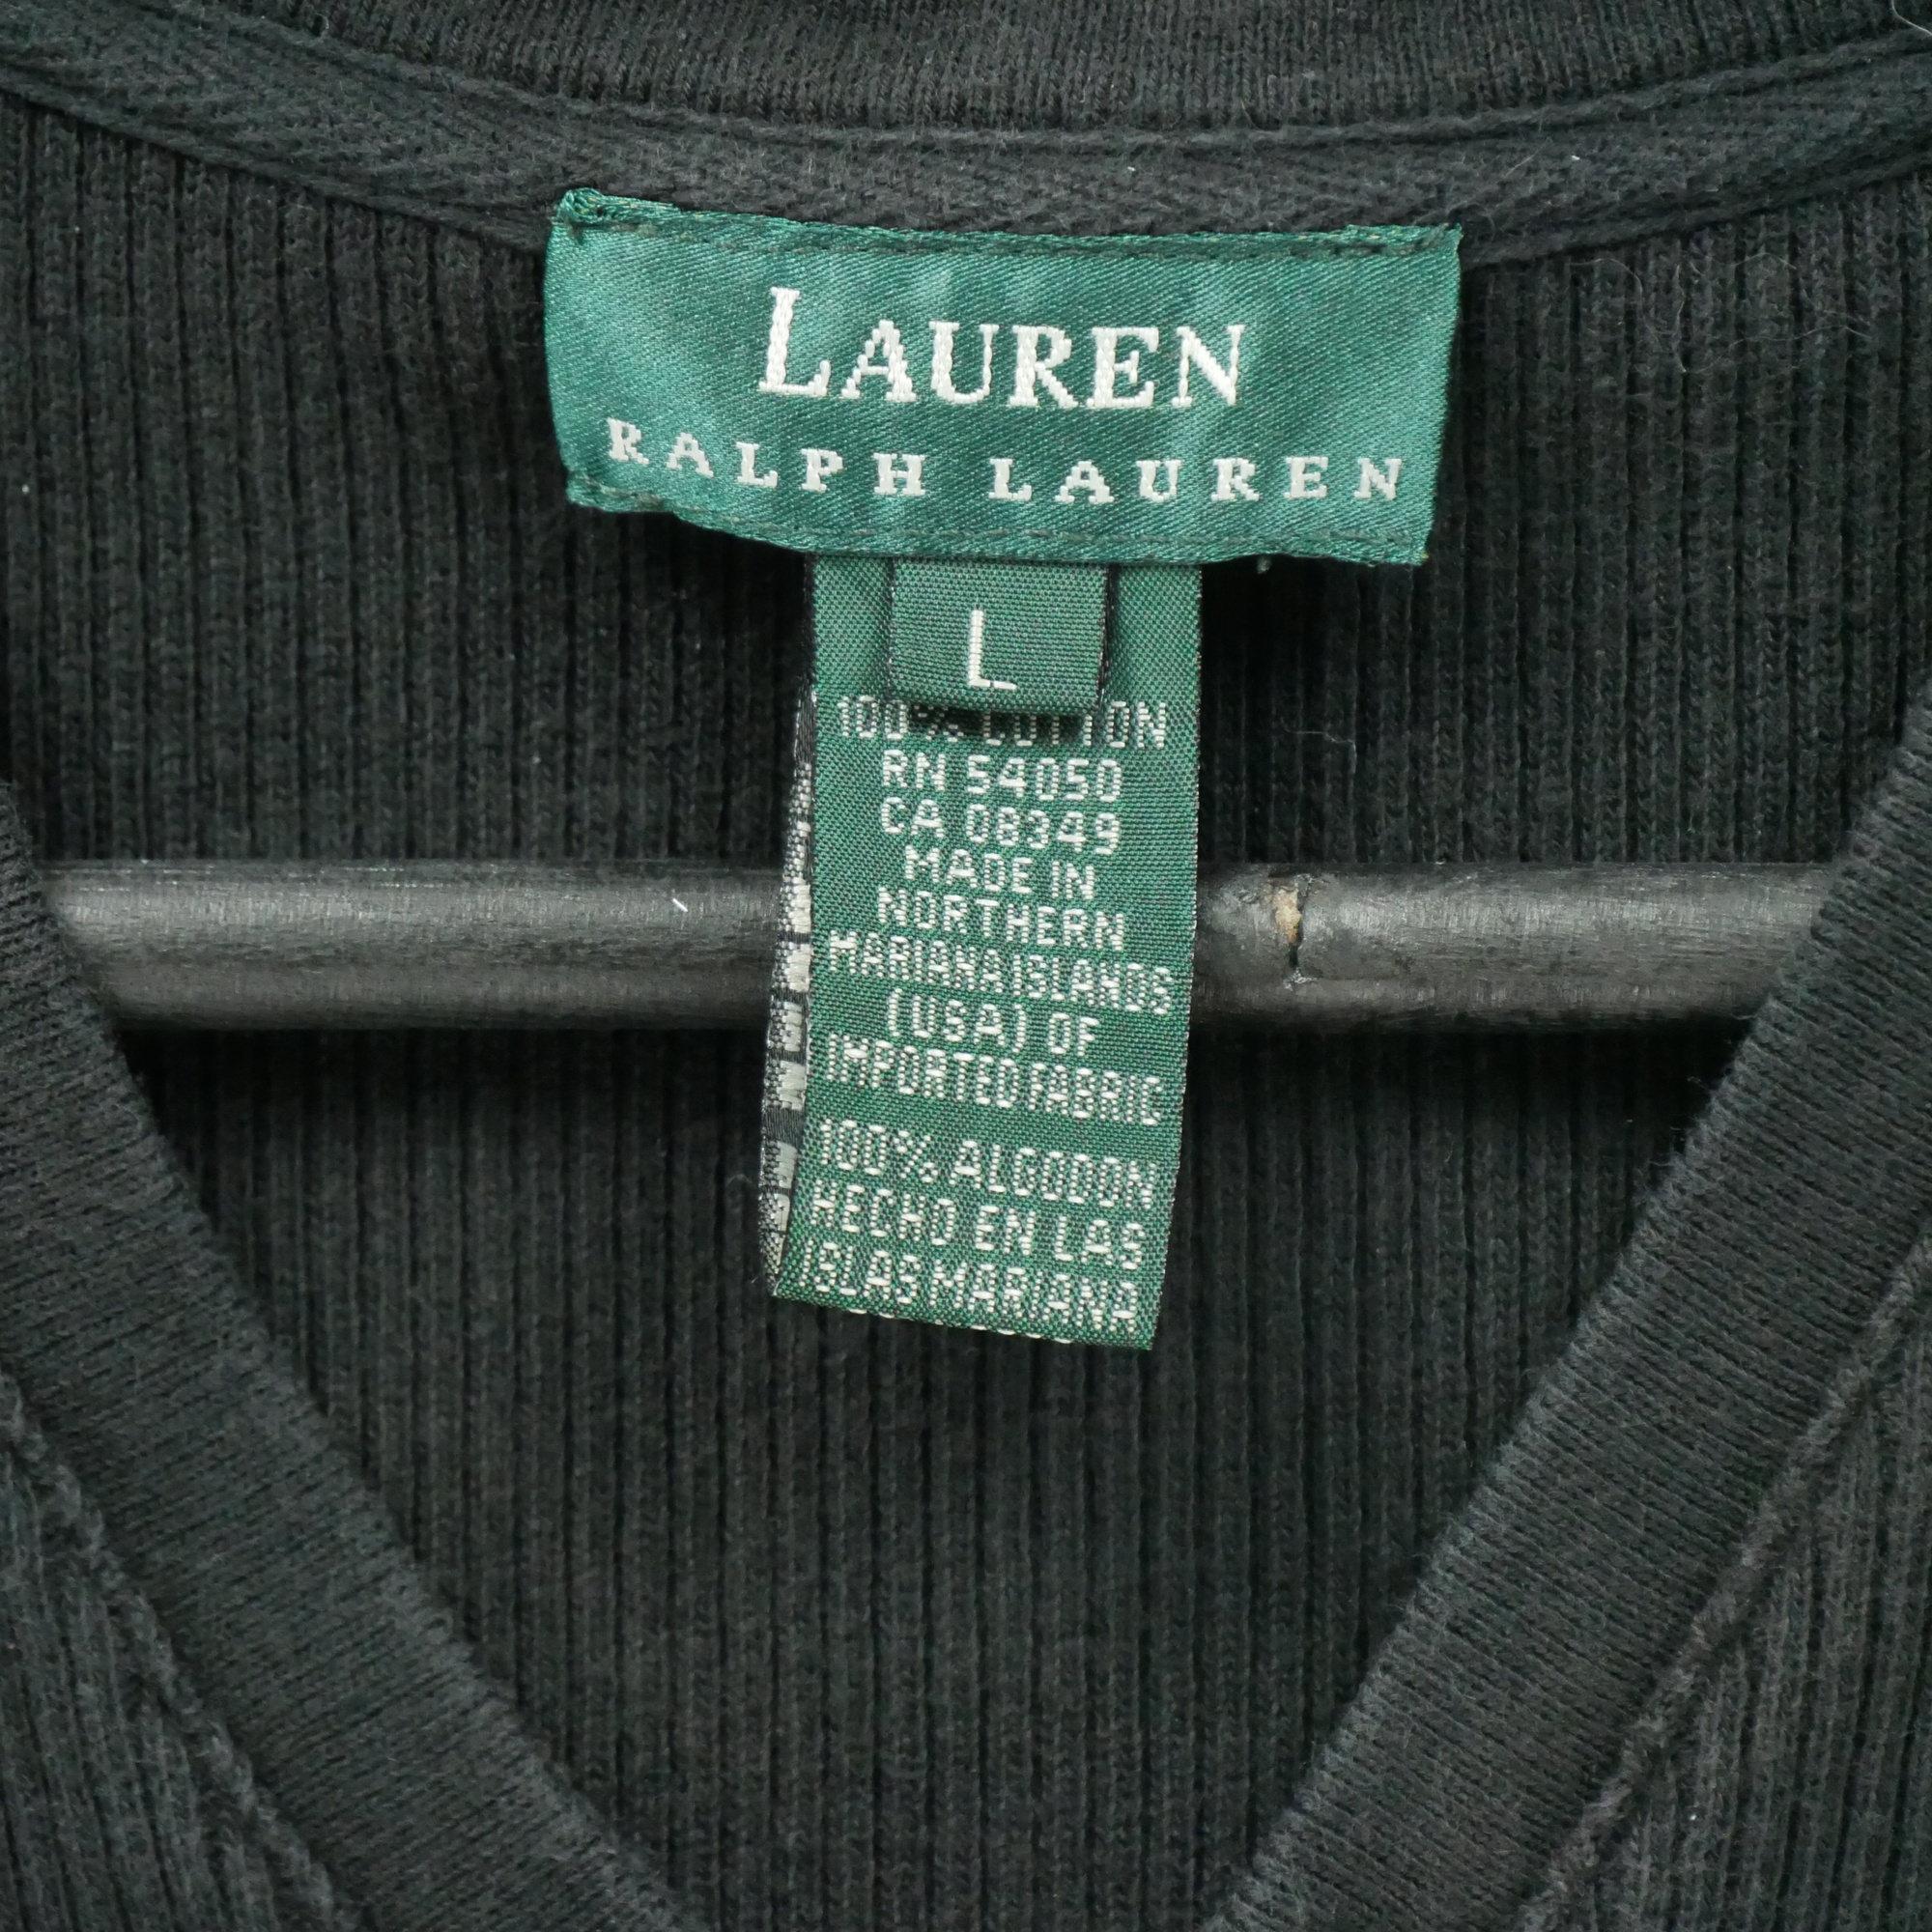 LAUREN
RALPH LAUREN
L
100% COTTON
RN 54050
CA 08349
MADE IN
NORTHERN
MARIANA ISLANDS
(USA) OF
IMPORTED FABRIC
100% ALGODON
HECHO EN LAS
ISLAS MARIANA